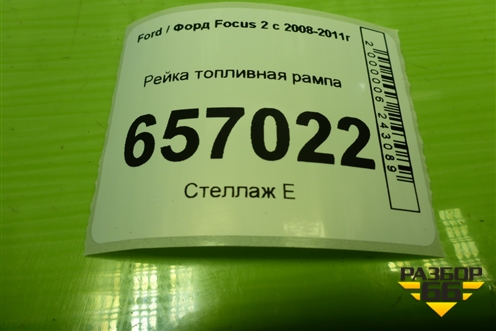 Ford / Форд Focus 2 с 2008-2011г
Рейка топливная рампа
657022
Стеллаж Е
2000006243089
РАЗБОР
66